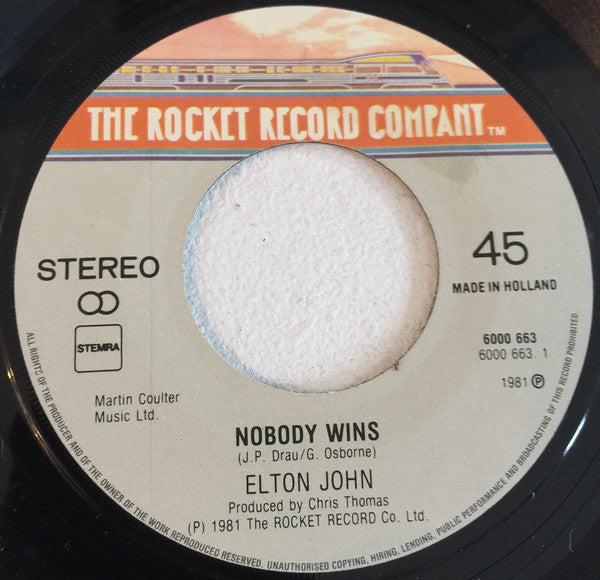 THE ROCKET RECORD COMPANY TM
STEREO
STEMRA
45
MADE IN HOLLAND
6000 663
6000 663. 1
1981 Ⓟ
Martin Coulter
Music Ltd.
NOBODY WINS
(J.P. Drau/G. Osborne)
ELTON JOHN
Produced by Chris Thomas
(P) 1981 The ROCKET RECORD Co. Ltd.
ALL RIGHTS OF THE PRODUCER AND OF THE OWNER OF THE WORK REPRODUCED RESERVED. UNAUTHORISED COPYING, HIRING, LENDING, PUBLIC PERFORMANCE AND BROADCASTING OF THIS RECORD PROHIBITED.